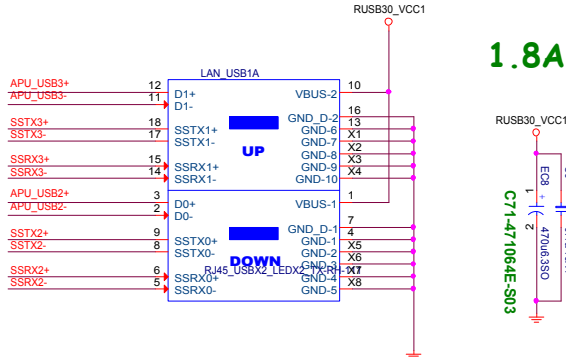 RUSB30_VCC1
1.8A
LAN_USB1A
RUSB30_VCC1
APU_USB3+ 12 D1+ VBUS-2 10
APU_USB3- 11 D1-
GND_D-2 16
SSTX3+ 18 SSTX1+ GND-6 13
SSTX3- 17 SSTX1- GND-7 X1
UP GND-8 X2
SSRX3+ 15 SSRX1+ GND-9 X3
SSRX3- 14 SSRX1- GND-10 X4
APU_USB2+ 3 D0+ VBUS-1 1
APU_USB2- 2 D0-
GND_D-1 7
SSTX2+ 9 SSTX0+ GND-1 4
SSTX2- 8 SSTX0- GND-2 X5
DOWN GND-3 X6
SSRX2+ 6 SSRX0+ GND-4 X7
SSRX2- 5 SSRX0- GND-5 X8
EC8
1
+
2
470u6.3SO
C71-471064E-S03